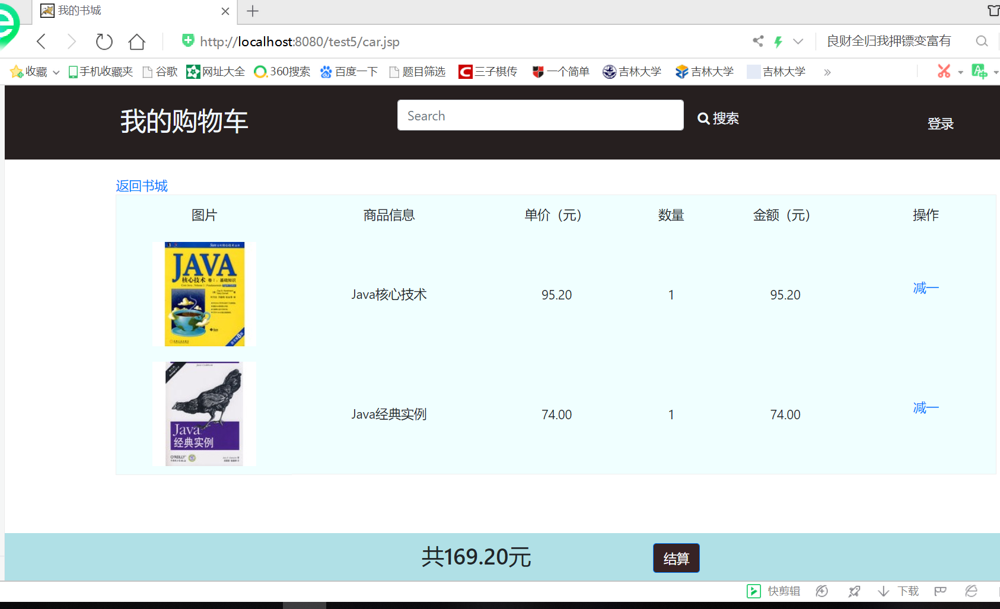 我的书城
http://localhost:8080/test5/car.jsp
良财全归我押镖变富有
收藏 手机收藏夹 谷歌 网址大全 360搜索 百度一下 题目筛选 三子棋传 一个简单 吉林大学 吉林大学 吉林大学 »
我的购物车 Search 搜索 登录
返回书城
图片 商品信息 单价（元） 数量 金额（元） 操作
JAVA
核心技术 卷I：基础知识
Java核心技术 95.20 1 95.20 减一
Java
经典实例
O'REILLY
Java经典实例 74.00 1 74.00 减一
共169.20元 结算
快剪辑 下载